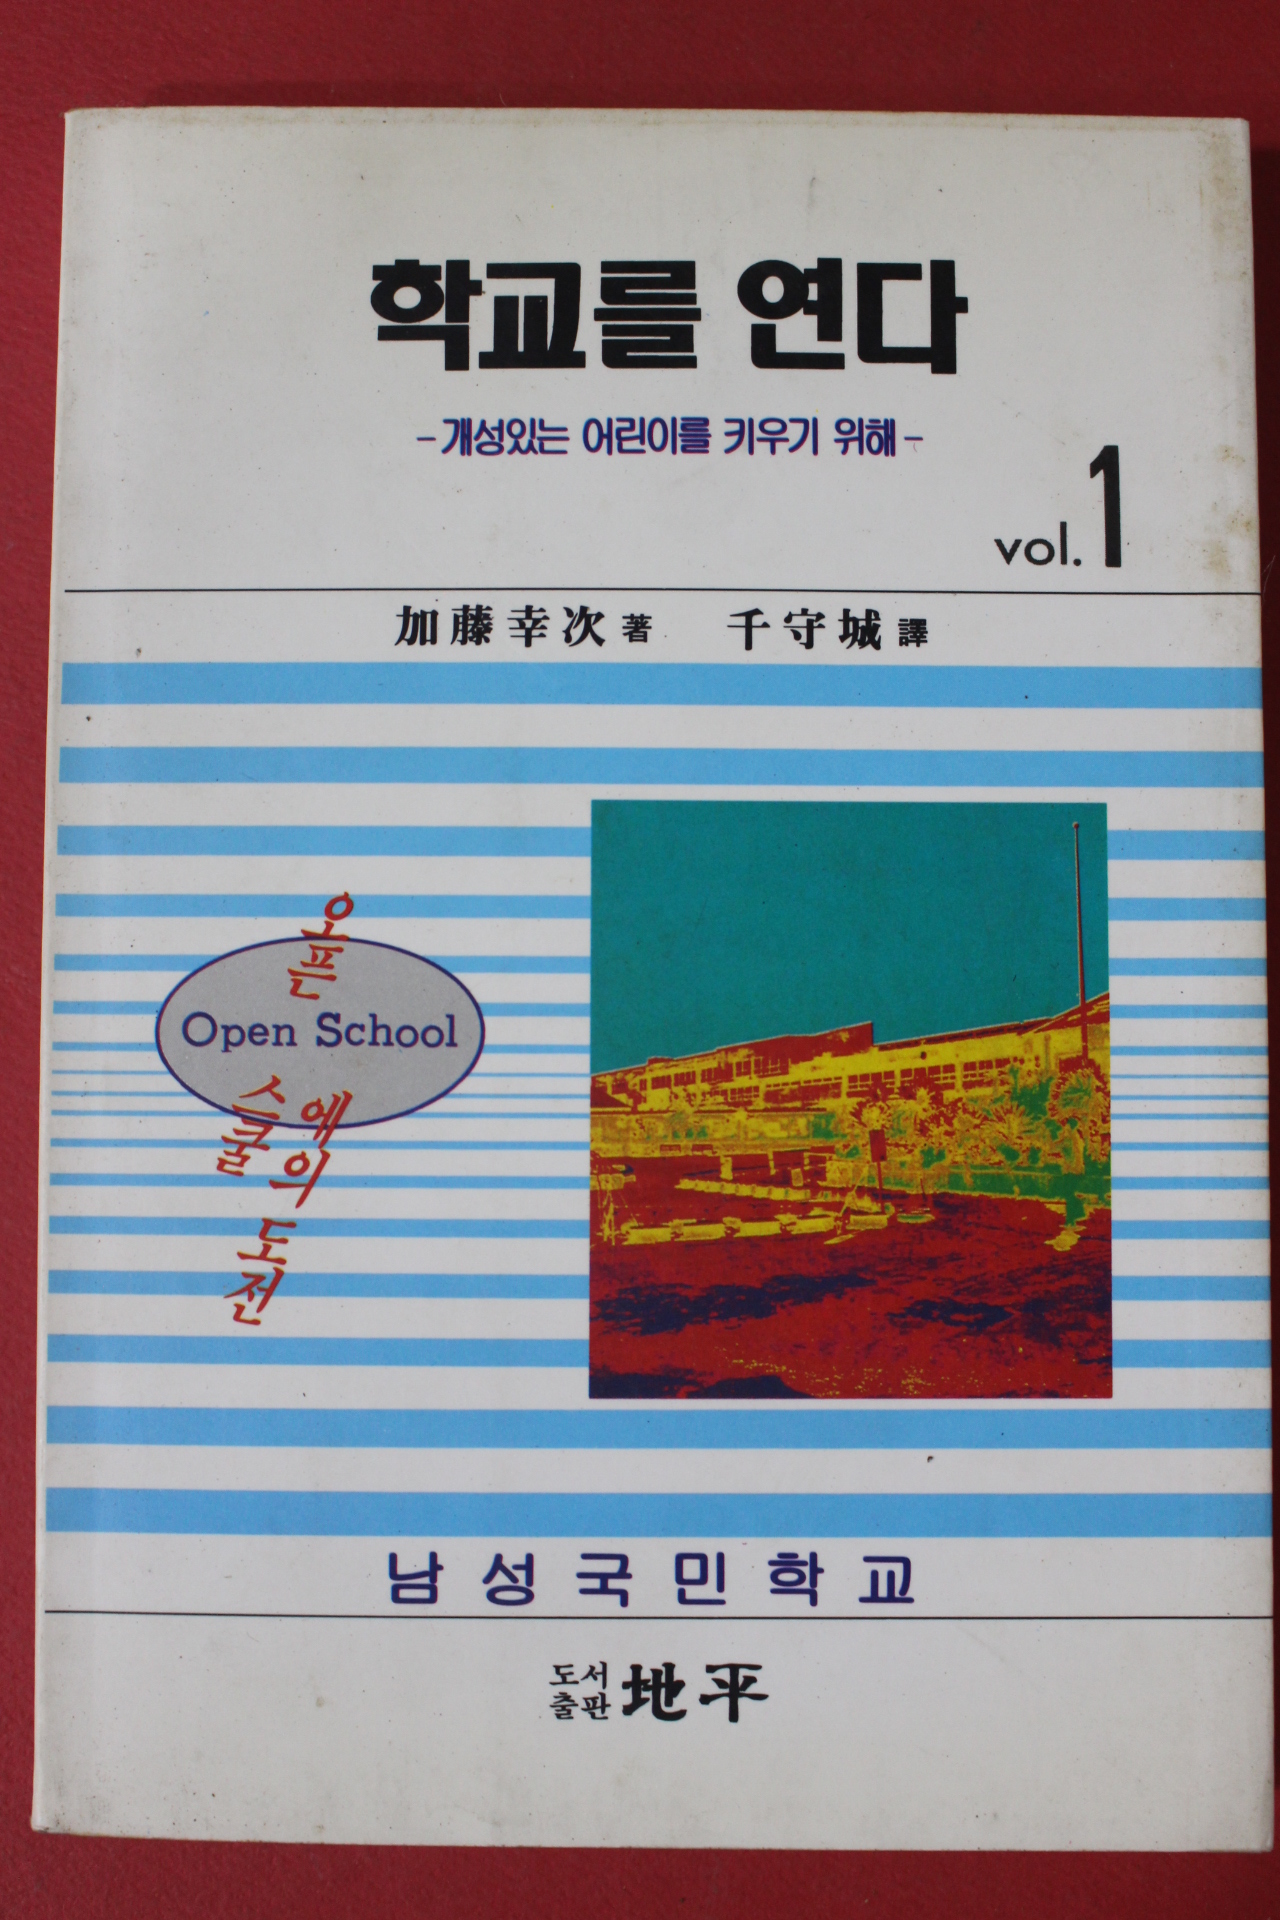 학교를 연다
-개성있는 어린이를 키우기 위해-
vol. 1
加藤幸次 著 千守城 譯
오픈
Open School
스쿨
에의
도전
남성국민학교
도서
출판 地平